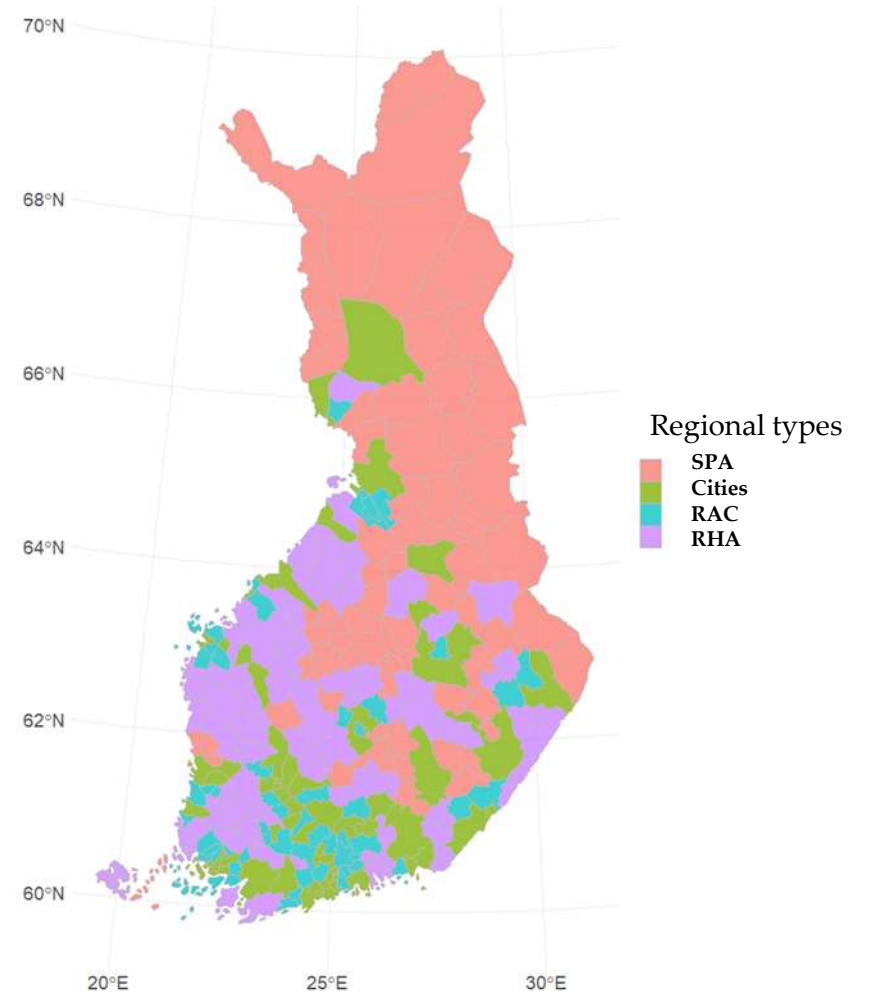 70°N
68°N
66°N
64°N
62°N
60°N
20°E 25°E 30°E
Regional types
SPA
Cities
RAC
RHA